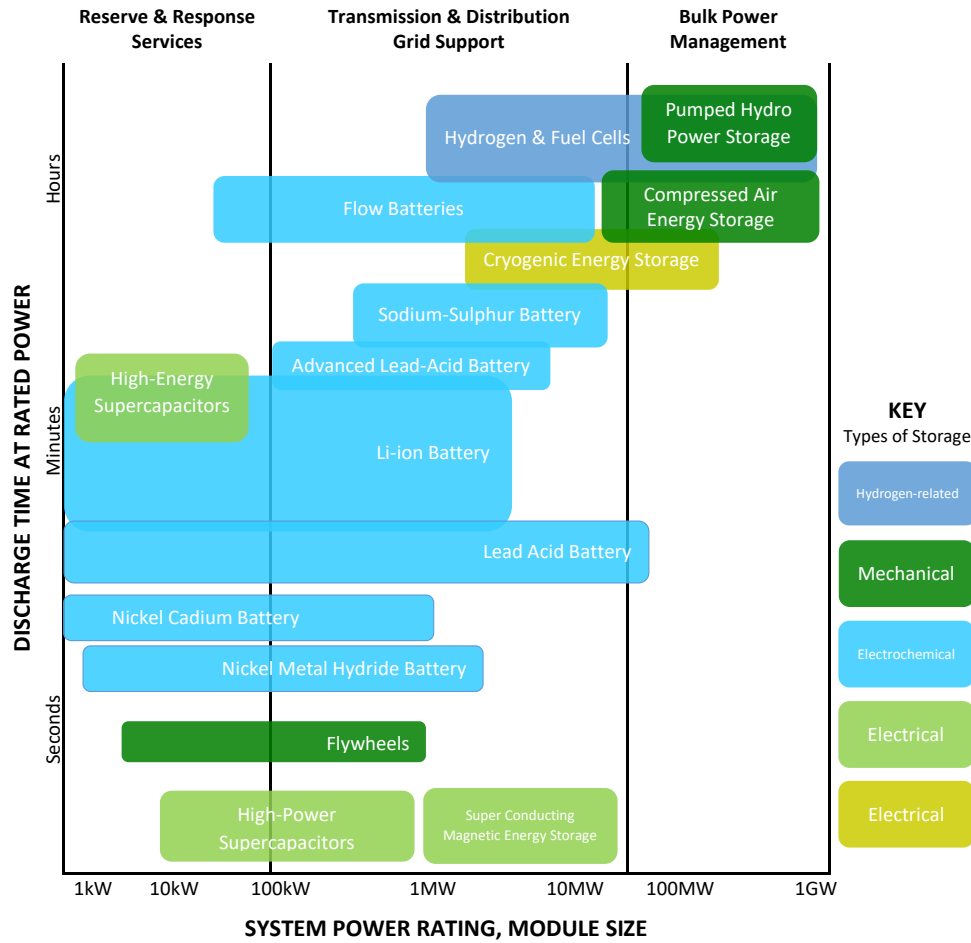 Reserve & Response
Services
Transmission & Distribution
Grid Support
Bulk Power
Management
DISCHARGE TIME AT RATED POWER
Hours
Minutes
Seconds
Pumped Hydro
Power Storage
Hydrogen & Fuel Cells
Compressed Air
Energy Storage
Flow Batteries
Cryogenic Energy Storage
Sodium-Sulphur Battery
Advanced Lead-Acid Battery
High-Energy
Supercapacitors
Li-ion Battery
Lead Acid Battery
Nickel Cadium Battery
Nickel Metal Hydride Battery
Flywheels
High-Power
Supercapacitors
Super Conducting
Magnetic Energy Storage
1kW 10kW 100kW 1MW 10MW 100MW 1GW
SYSTEM POWER RATING, MODULE SIZE
KEY
Types of Storage
Hydrogen-related
Mechanical
Electrochemical
Electrical
Electrical